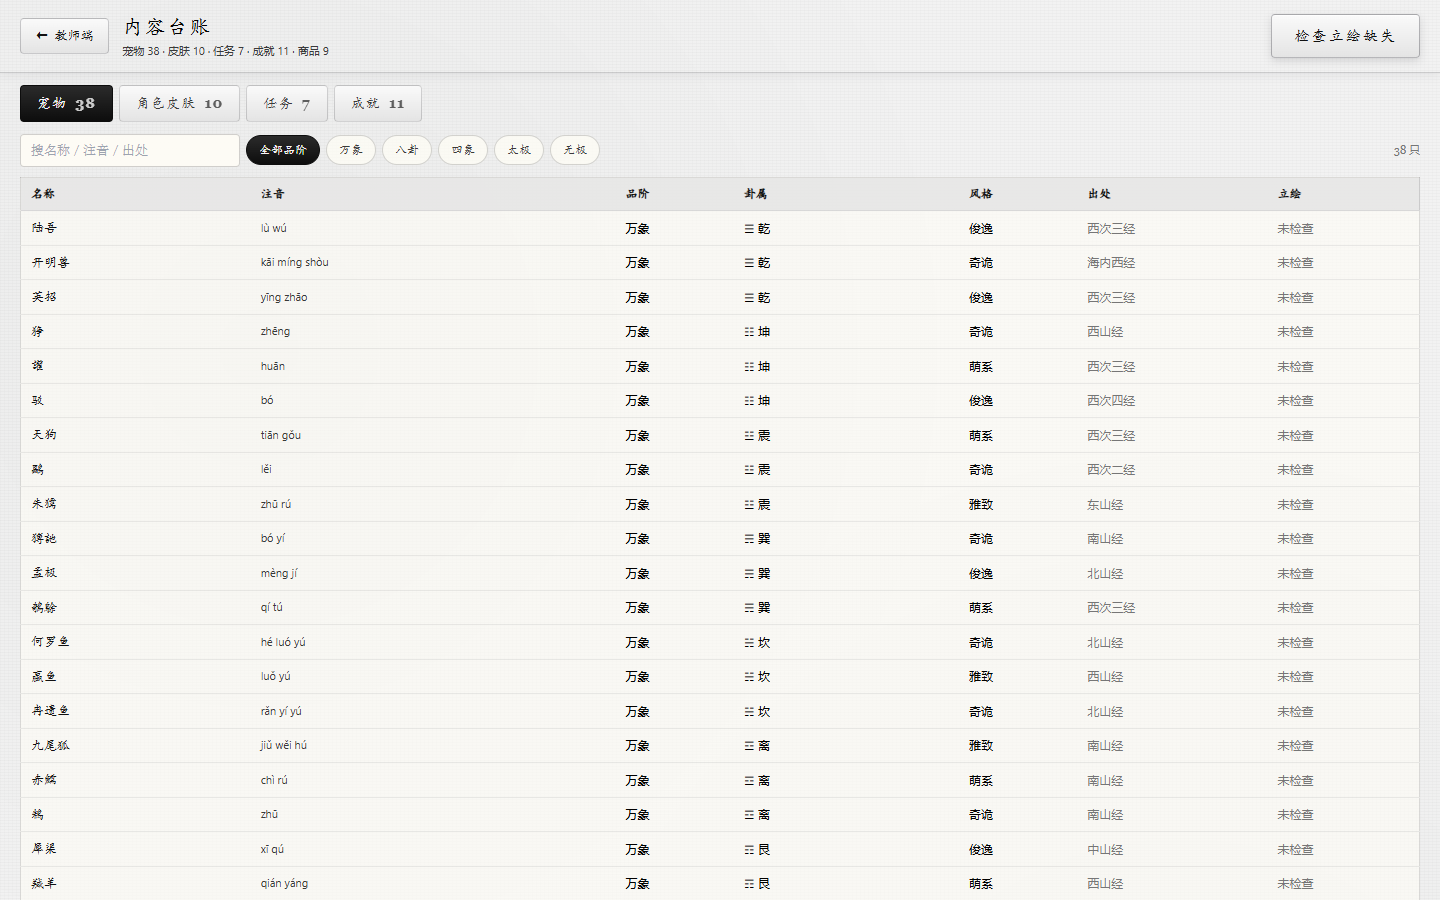 ← 教师端
内容台账
宠物 38 · 皮肤 10 · 任务 7 · 成就 11 · 商品 9
检查立绘缺失
宠物 38 角色皮肤 10 任务 7 成就 11
搜名称 / 注音 / 出处 全部品阶 万象 八卦 四象 太极 无极 38 只
名称 注音 品阶 卦属 风格 出处 立绘
陆吾 lù wú 万象 ☰ 乾 俊逸 西次三经 未检查
开明兽 kāi míng shòu 万象 ☰ 乾 奇诡 海内西经 未检查
英招 yīng zhāo 万象 ☰ 乾 俊逸 西次三经 未检查
狰 zhēng 万象 ☷ 坤 奇诡 西山经 未检查
讙 huān 万象 ☷ 坤 萌系 西次三经 未检查
驳 bó 万象 ☷ 坤 俊逸 西次四经 未检查
天狗 tiān gǒu 万象 ☳ 震 萌系 西次三经 未检查
鸓 lěi 万象 ☳ 震 奇诡 西次二经 未检查
朱獳 zhū rú 万象 ☳ 震 雅致 东山经 未检查
猼訑 bó yí 万象 ☴ 巽 奇诡 南山经 未检查
孟极 mèng jí 万象 ☴ 巽 俊逸 北山经 未检查
鵸鵌 qí tú 万象 ☴ 巽 萌系 西次三经 未检查
何罗鱼 hé luó yú 万象 ☵ 坎 奇诡 北山经 未检查
蠃鱼 luǒ yú 万象 ☵ 坎 雅致 西山经 未检查
冉遗鱼 rǎn yí yú 万象 ☵ 坎 奇诡 北山经 未检查
九尾狐 jiǔ wěi hú 万象 ☲ 离 雅致 南山经 未检查
赤鱬 chì rú 万象 ☲ 离 萌系 南山经 未检查
鴸 zhū 万象 ☲ 离 奇诡 南山经 未检查
犀渠 xī qú 万象 ☶ 艮 俊逸 中山经 未检查
羬羊 qián yáng 万象 ☶ 艮 萌系 西山经 未检查